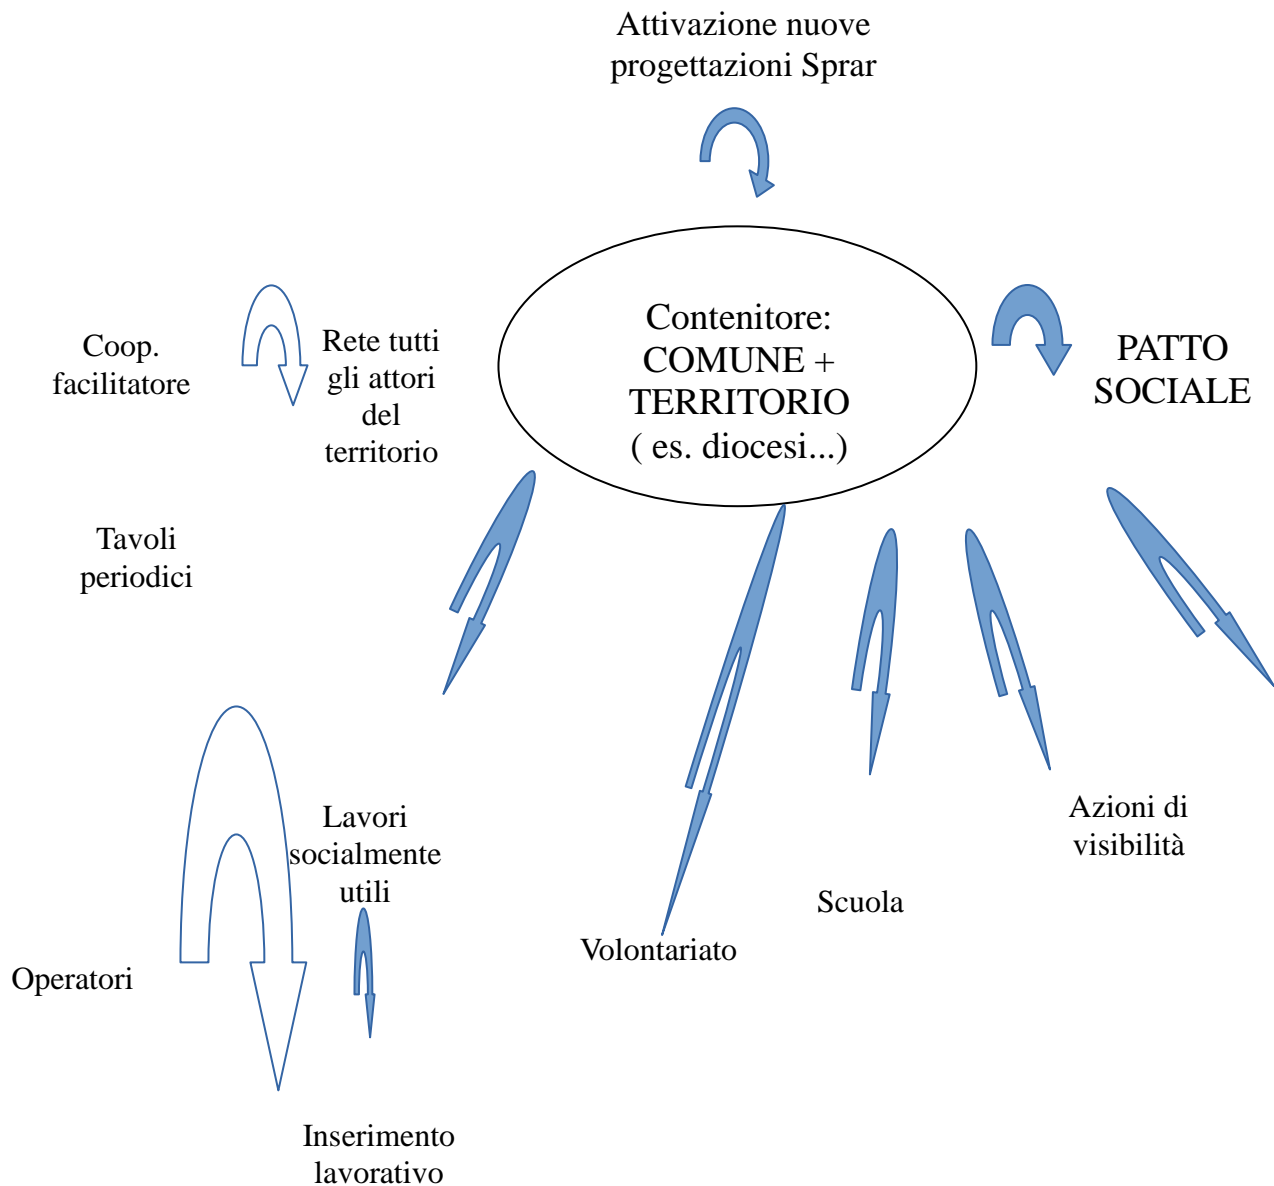 Attivazione nuove
progettazioni Sprar
Contenitore:
COMUNE +
TERRITORIO
( es. diocesi...)
Coop.
facilitatore
Rete tutti
gli attori
del
territorio
PATTO
SOCIALE
Tavoli
periodici
Lavori
socialmente
utili
Azioni di
visibilità
Scuola
Volontariato
Operatori
Inserimento
lavorativo